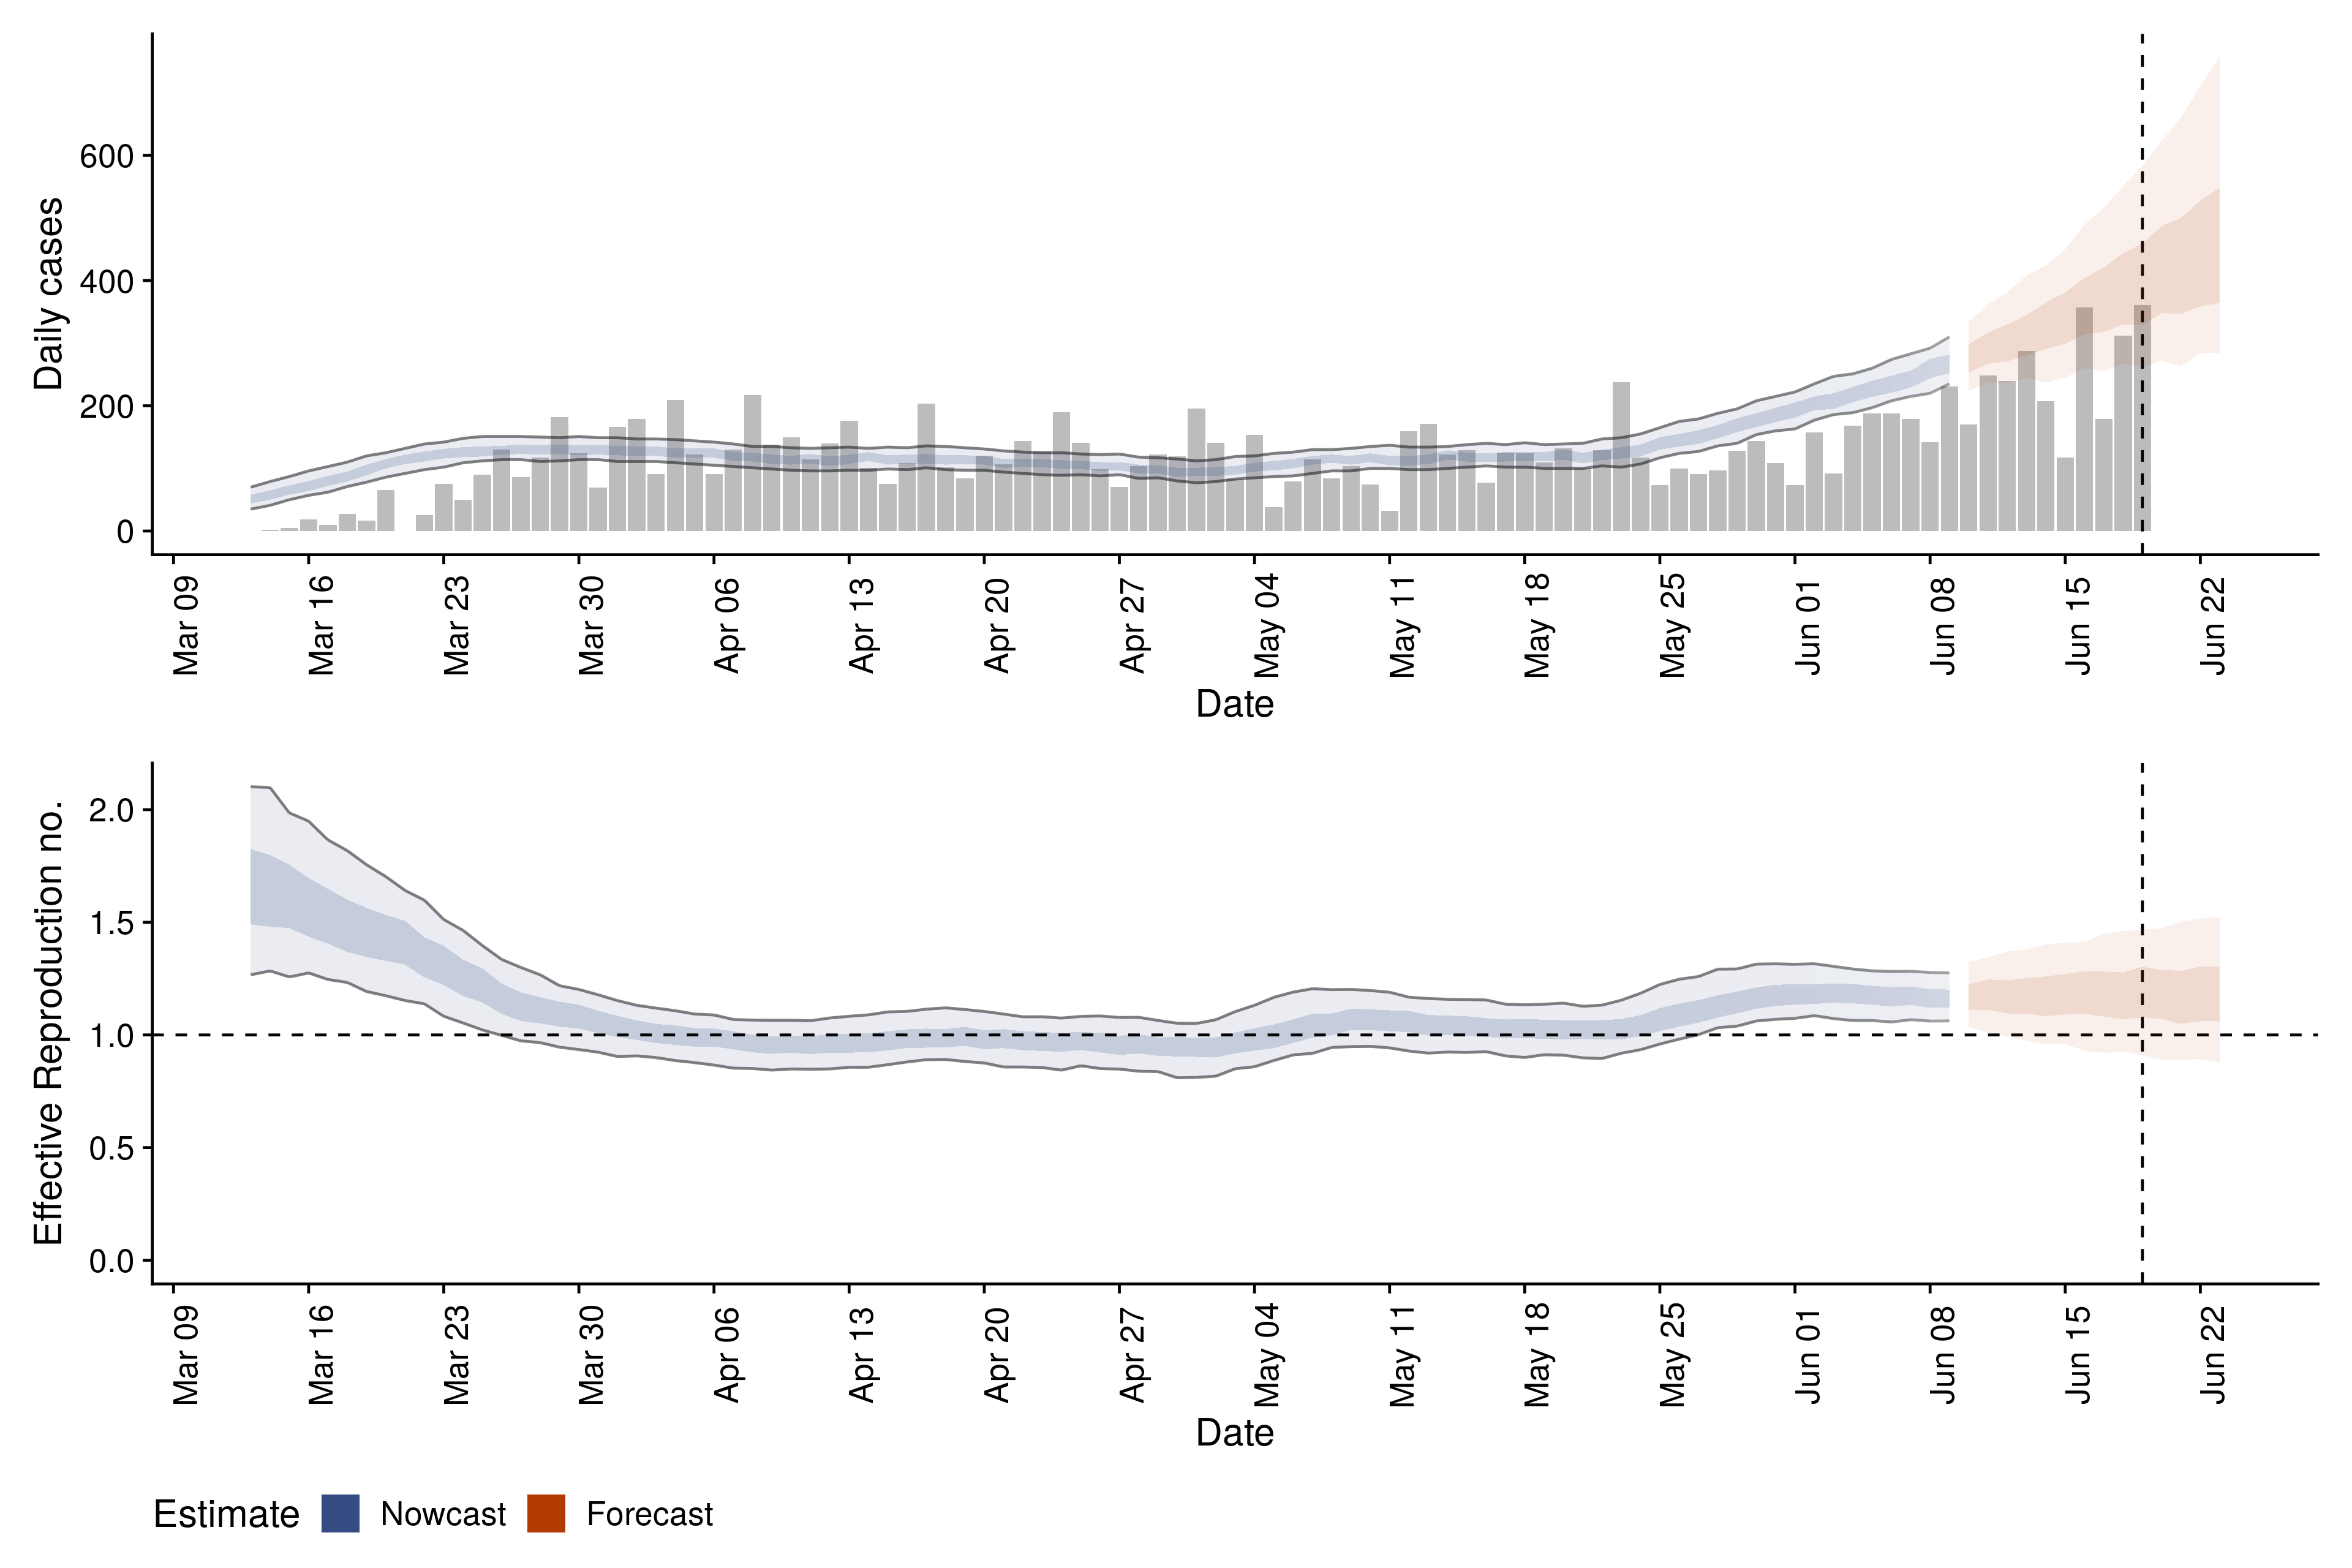 Daily cases
600
400
200
0
Mar 09
Mar 16
Mar 23
Mar 30
Apr 06
Apr 13
Apr 20
Apr 27
May 04
May 11
May 18
May 25
Jun 01
Jun 08
Jun 15
Jun 22
Date
Effective Reproduction no.
2.0
1.5
1.0
0.5
0.0
Mar 09
Mar 16
Mar 23
Mar 30
Apr 06
Apr 13
Apr 20
Apr 27
May 04
May 11
May 18
May 25
Jun 01
Jun 08
Jun 15
Jun 22
Date
Estimate Nowcast Forecast